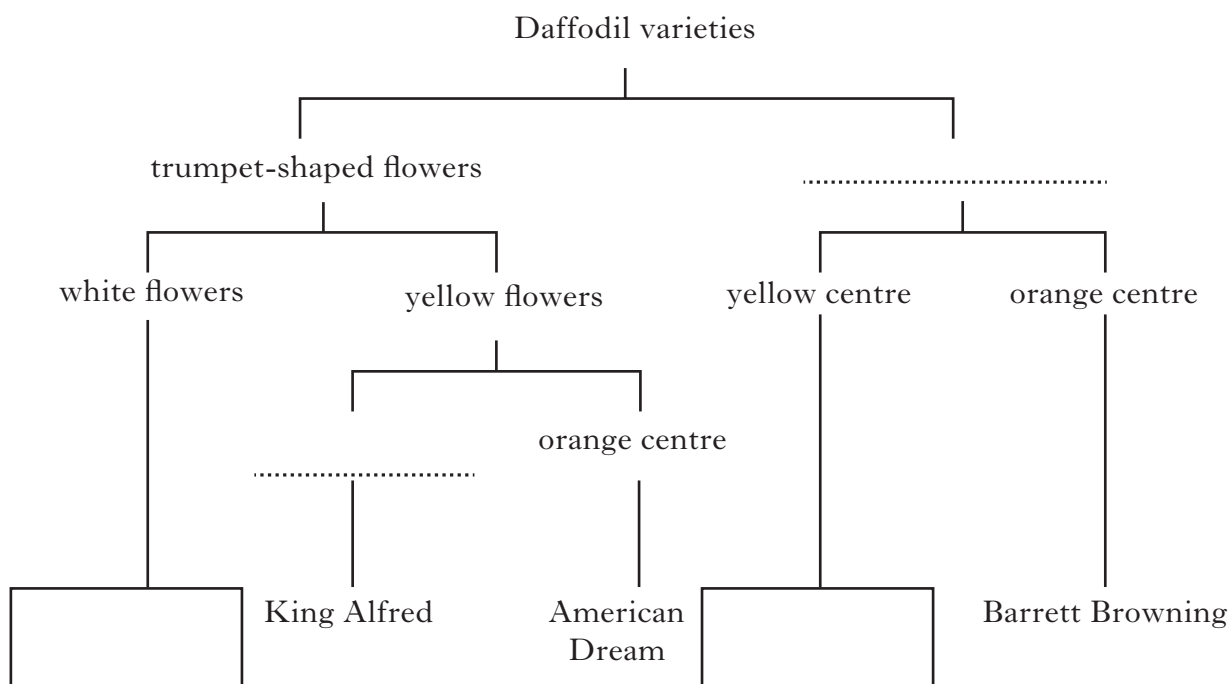 Daffodil varieties
trumpet-shaped flowers
white flowers
yellow flowers
yellow centre
orange centre
orange centre
King Alfred
American
Dream
Barrett Browning